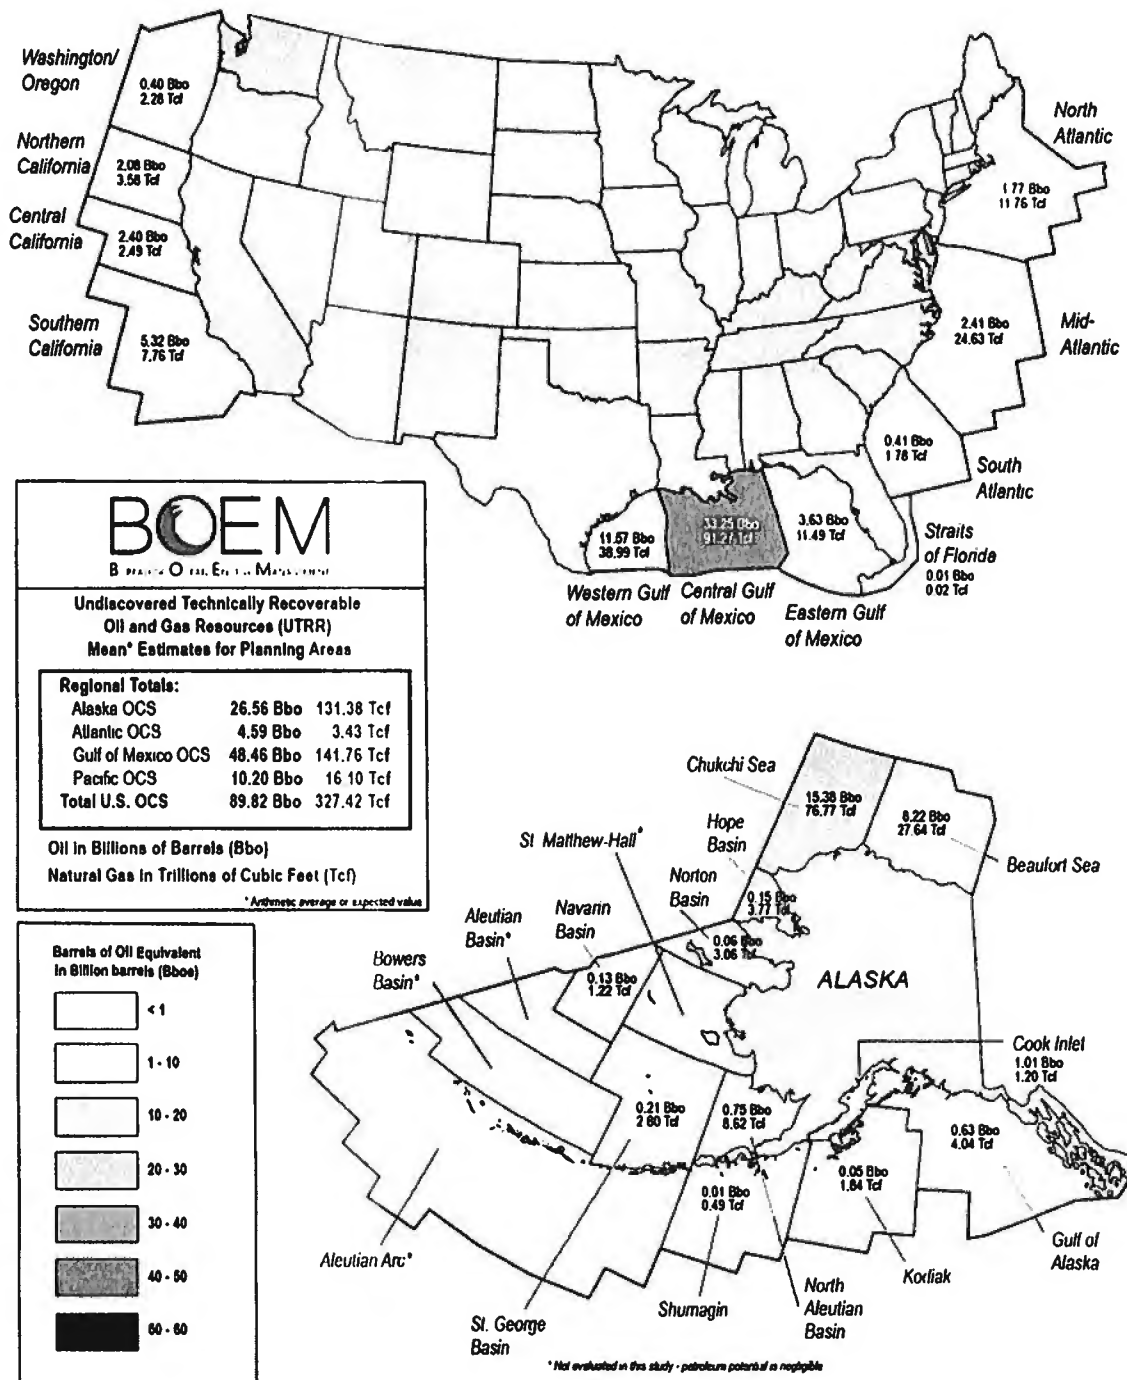 Washington/
Oregon
0.40 Bbo
2.28 Tcf
Northern
California
2.08 Bbo
3.58 Tcf
Central
California
2.40 Bbo
2.49 Tcf
Southern
California
5.32 Bbo
7.76 Tcf
North
Atlantic
1.77 Bbo
11.76 Tcf
Mid-
Atlantic
2.41 Bbo
24.63 Tcf
0.41 Bbo
1.78 Tcf
South
Atlantic
Straits
of Florida
0.01 Bbo
0.02 Tcf
11.57 Bbo
38.99 Tcf
Western Gulf
of Mexico
33.25 Bbo
91.27 Tcf
Central Gulf
of Mexico
3.63 Bbo
11.49 Tcf
Eastern Gulf
of Mexico
BOEM
Undiscovered Technically Recoverable
Oil and Gas Resources (UTRR)
Mean* Estimates for Planning Areas
Regional Totals:
Alaska OCS 26.56 Bbo 131.38 Tcf
Atlantic OCS 4.59 Bbo 3.43 Tcf
Gulf of Mexico OCS 48.46 Bbo 141.76 Tcf
Pacific OCS 10.20 Bbo 16.10 Tcf
Total U.S. OCS 89.82 Bbo 327.42 Tcf
Oil in Billions of Barrels (Bbo)
Natural Gas in Trillions of Cubic Feet (Tcf)
* Arithmetic average or expected value
Barrels of Oil Equivalent
in Billion barrels (Bboe)
< 1
1 - 10
10 - 20
20 - 30
30 - 40
40 - 50
60 - 60
Chukchi Sea
15.38 Bbo
76.77 Tcf
8.22 Bbo
27.64 Tcf
Beaufort Sea
Hope
Basin
0.15 Bbo
3.77 Tcf
St. Matthew-Hall*
Norton
Basin
0.06 Bbo
3.06 Tcf
Navarin
Basin
0.13 Bbo
1.22 Tcf
Aleutian
Basin*
Bowers
Basin*
ALASKA
Cook Inlet
1.01 Bbo
1.20 Tcf
0.21 Bbo
2.80 Tcf
0.75 Bbo
8.62 Tcf
0.63 Bbo
4.04 Tcf
0.01 Bbo
0.49 Tcf
0.05 Bbo
1.84 Tcf
Aleutian Arc*
St. George
Basin
Shumagin
North
Aleutian
Basin
Kodiak
Gulf of
Alaska
* Not evaluated in this study - petroleum potential is negligible